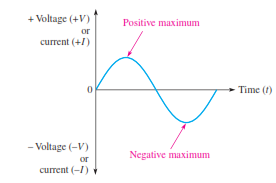 + Voltage (+V)
or
current (+I)
Positive maximum
0
Time (t)
– Voltage (–V)
or
current (–I)
Negative maximum